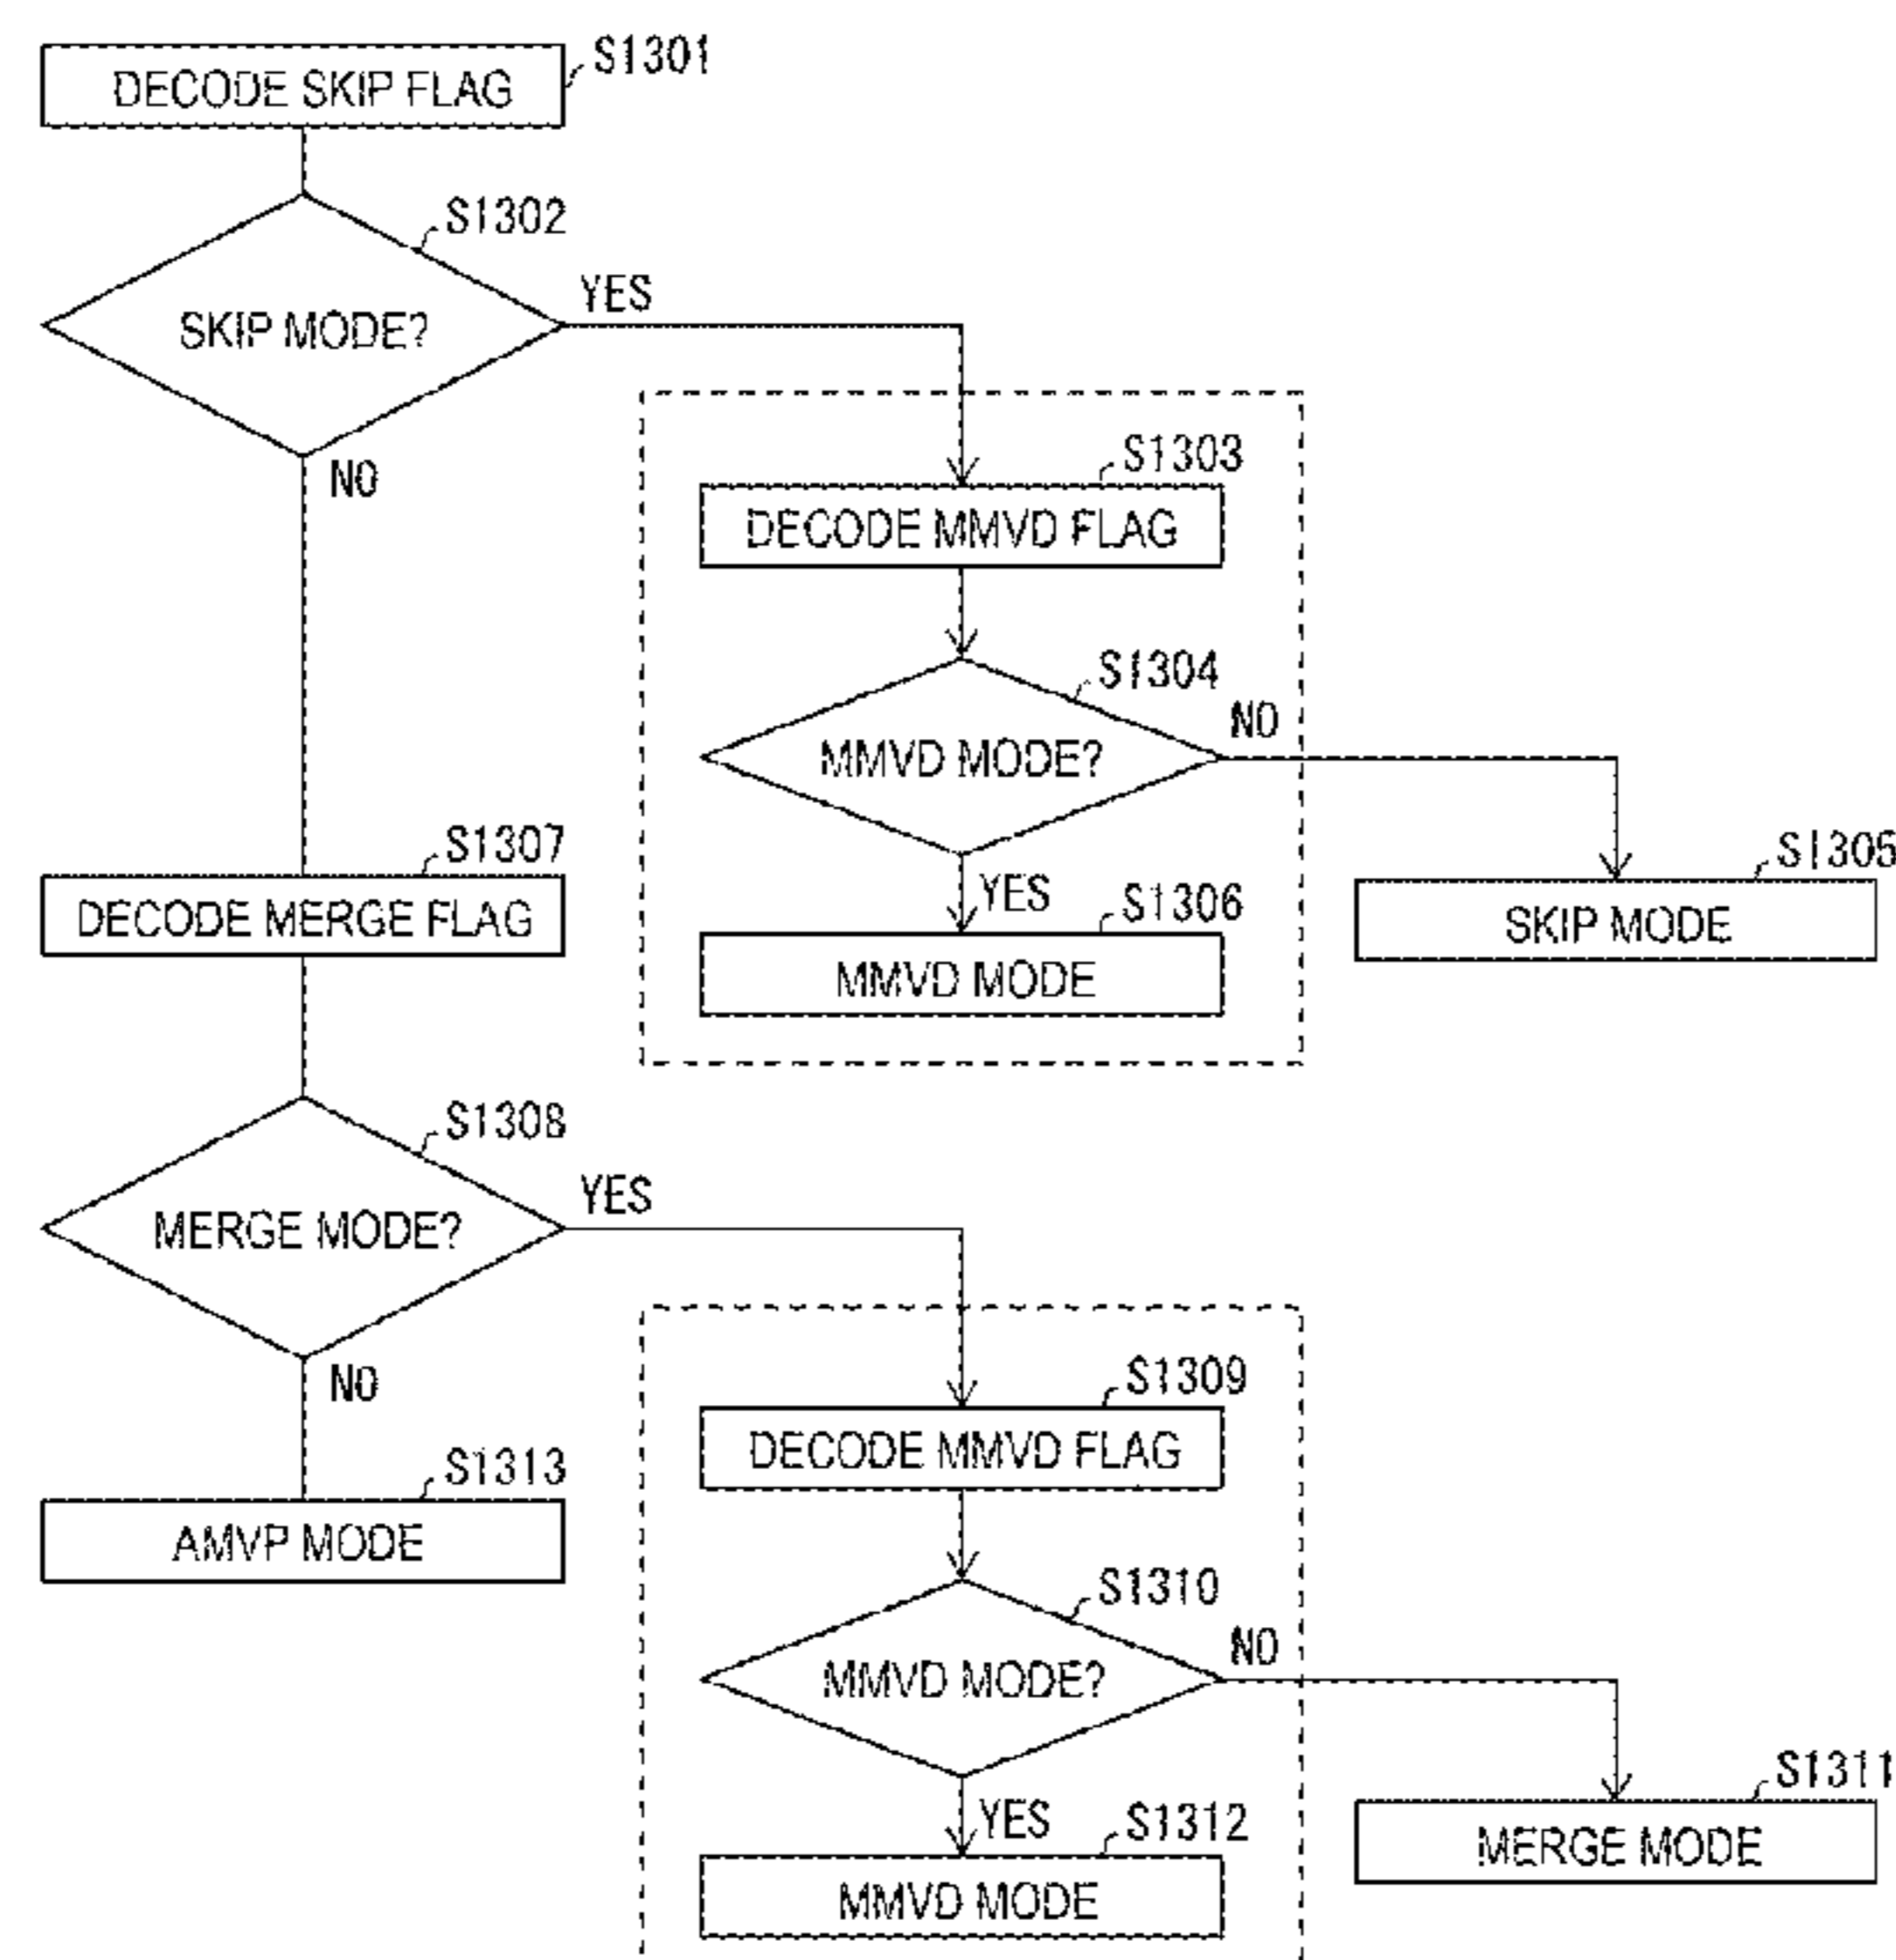 S1301
DECODE SKIP FLAG
S1302
SKIP MODE?
YES
NO
S1303
DECODE MMVD FLAG
S1304
MMVD MODE?
NO
YES
S1305
SKIP MODE
S1306
MMVD MODE
S1307
DECODE MERGE FLAG
S1308
MERGE MODE?
YES
NO
S1309
DECODE MMVD FLAG
S1313
AMVP MODE
S1310
MMVD MODE?
NO
YES
S1311
MERGE MODE
S1312
MMVD MODE